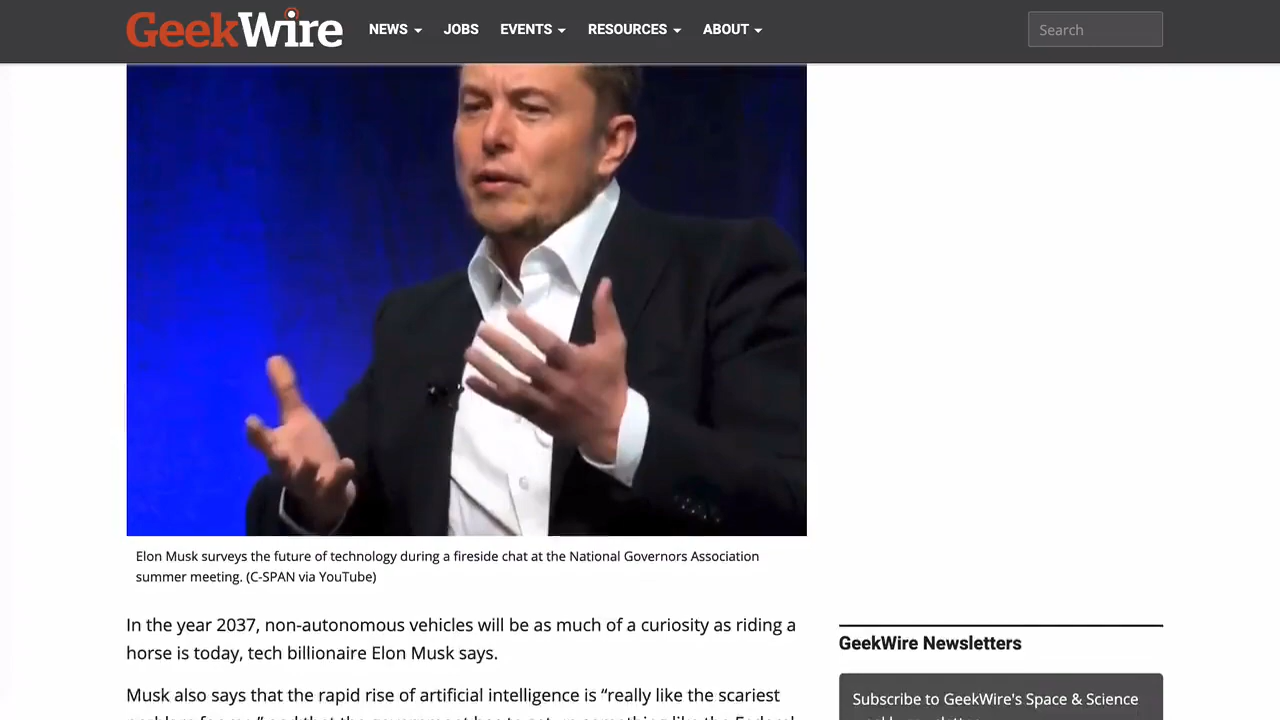 GeekWire NEWS JOBS EVENTS RESOURCES ABOUT Search
Elon Musk surveys the future of technology during a fireside chat at the National Governors Association
summer meeting. (C-SPAN via YouTube)
In the year 2037, non-autonomous vehicles will be as much of a curiosity as riding a
horse is today, tech billionaire Elon Musk says.
Musk also says that the rapid rise of artificial intelligence is “really like the scariest
GeekWire Newsletters
Subscribe to GeekWire's Space & Science